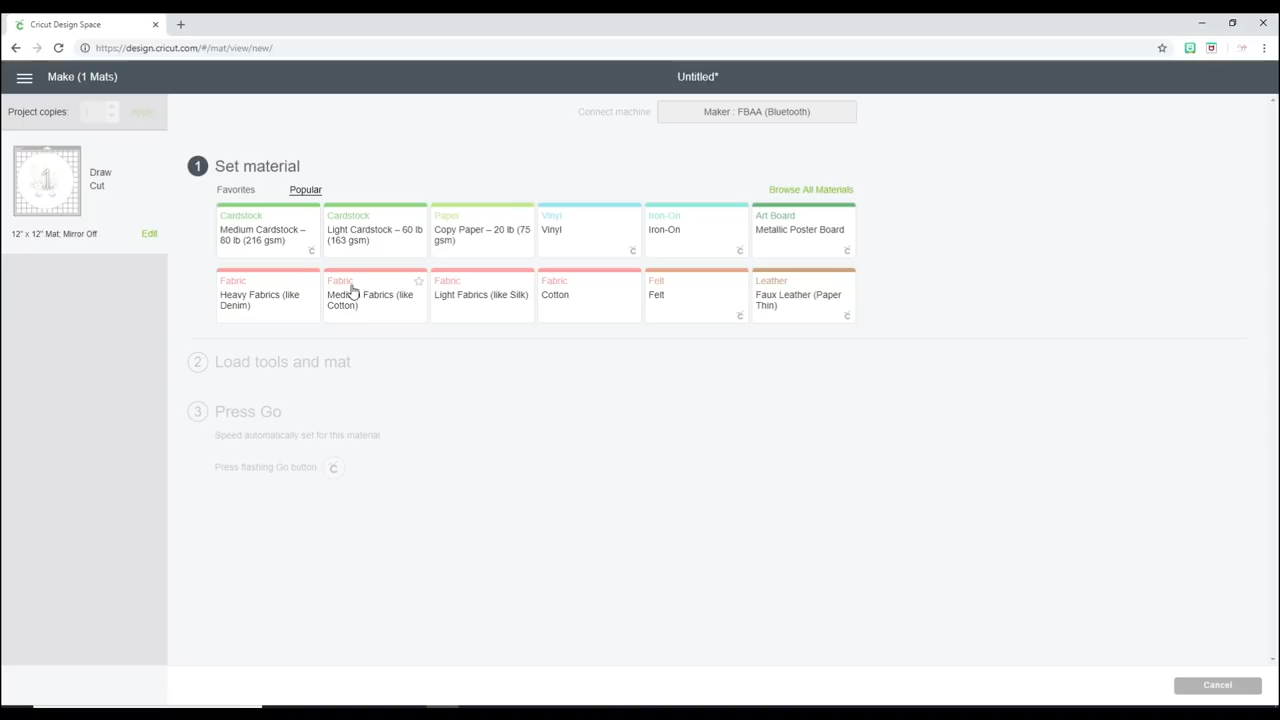 Cricut Design Space
https://design.cricut.com/#/mat/view/new/
Make (1 Mats)
Untitled*
Project copies:
1
Apply
Connect machine
Maker : FBAA (Bluetooth)
Draw
Cut
12" x 12" Mat; Mirror Off
Edit
1 Set material
Favorites
Popular
Browse All Materials
Cardstock
Medium Cardstock –
80 lb (216 gsm)
Cardstock
Light Cardstock – 60 lb
(163 gsm)
Paper
Copy Paper – 20 lb (75
gsm)
Vinyl
Vinyl
Iron-On
Iron-On
Art Board
Metallic Poster Board
Fabric
Heavy Fabrics (like
Denim)
Fabric
Fabrics (like
Cotton)
Fabric
Light Fabrics (like Silk)
Fabric
Cotton
Felt
Felt
Leather
Faux Leather (Paper
Thin)
2 Load tools and mat
3 Press Go
Speed automatically set for this material
Press flashing Go button.
Cancel